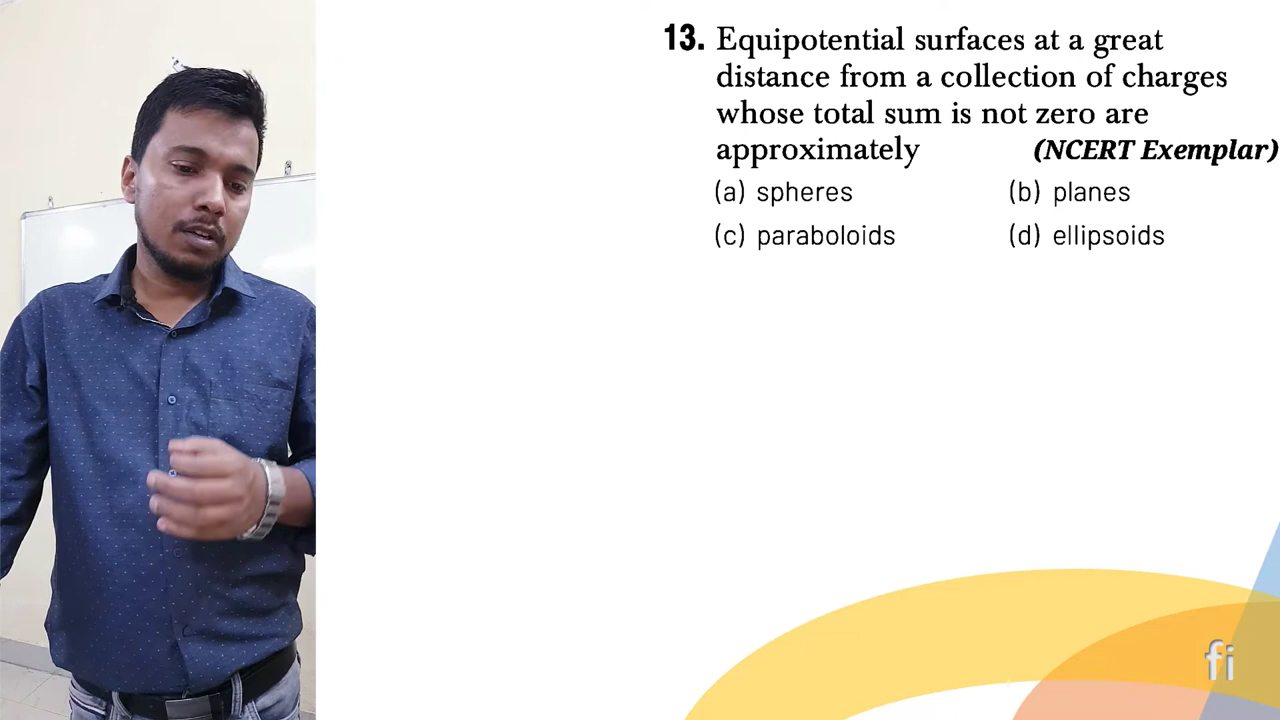 13. Equipotential surfaces at a great
distance from a collection of charges
whose total sum is not zero are
approximately (NCERT Exemplar)
(a) spheres (b) planes
(c) paraboloids (d) ellipsoids
fi